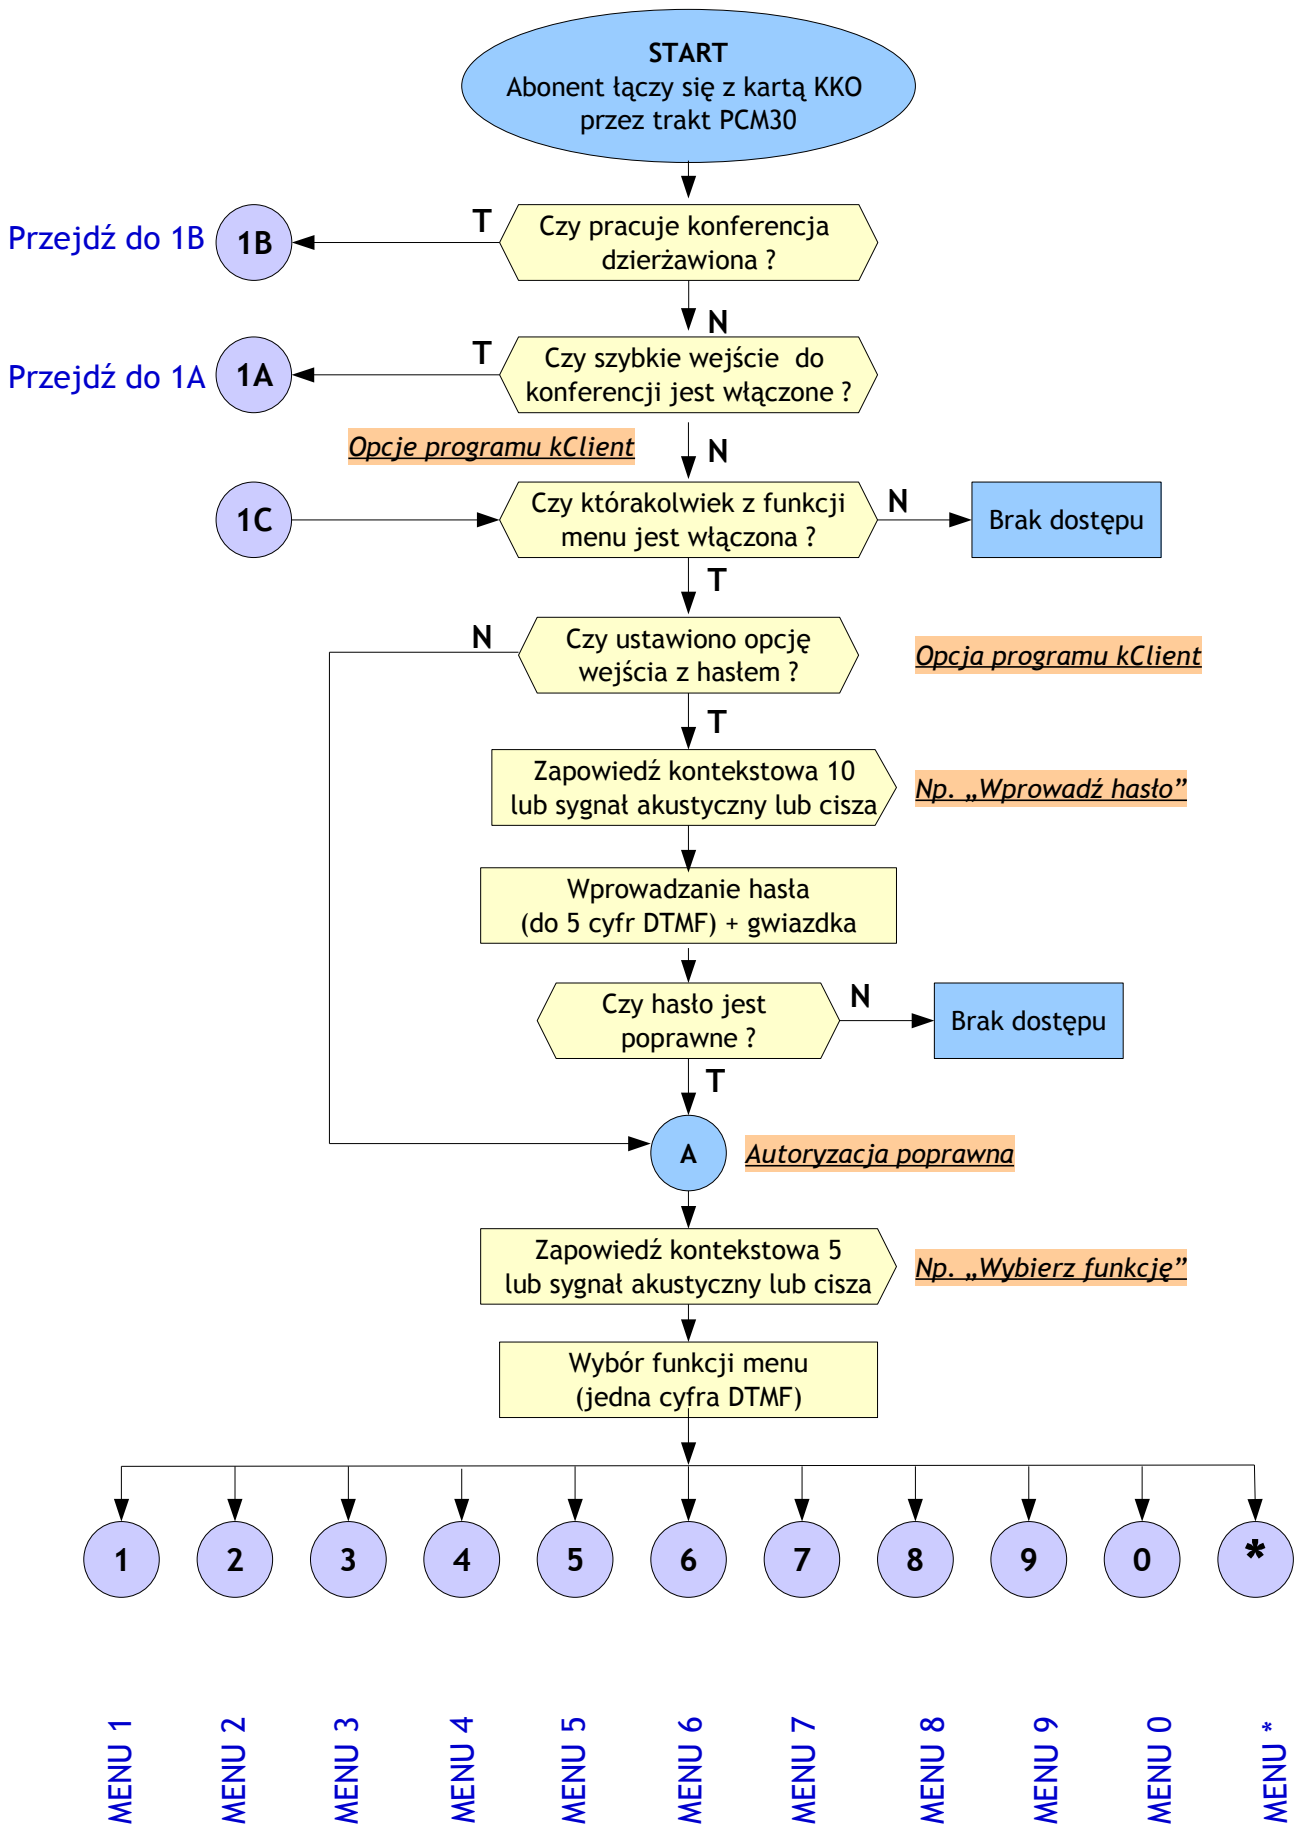 START
Abonent łączy się z kartą KKO
przez trakt PCM30
Przejdź do 1B
1B
T
Czy pracuje konferencja
dzierżawiona ?
N
Przejdź do 1A
1A
T
Czy szybkie wejście do
konferencji jest włączone ?
Opcje programu kClient
N
1C
Czy którakolwiek z funkcji
menu jest włączona ?
N
Brak dostępu
T
N
Czy ustawiono opcję
wejścia z hasłem ?
Opcja programu kClient
T
Zapowiedź kontekstowa 10
lub sygnał akustyczny lub cisza
Np. „Wprowadź hasło”
Wprowadzanie hasła
(do 5 cyfr DTMF) + gwiazdka
Czy hasło jest
poprawne ?
N
Brak dostępu
T
A
Autoryzacja poprawna
Zapowiedź kontekstowa 5
lub sygnał akustyczny lub cisza
Np. „Wybierz funkcję”
Wybór funkcji menu
(jedna cyfra DTMF)
1
2
3
4
5
6
7
8
9
0
*
MENU 1
MENU 2
MENU 3
MENU 4
MENU 5
MENU 6
MENU 7
MENU 8
MENU 9
MENU 0
MENU *